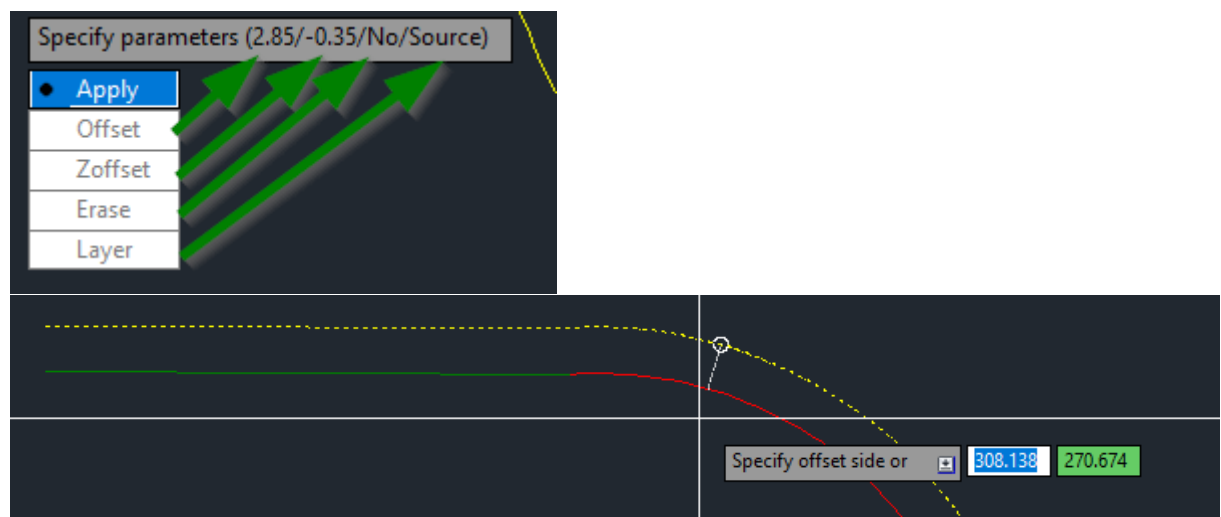 Specify parameters (2.85/-0.35/No/Source)
Apply
Offset
Zoffset
Erase
Layer
Specify offset side or 308.138 270.674